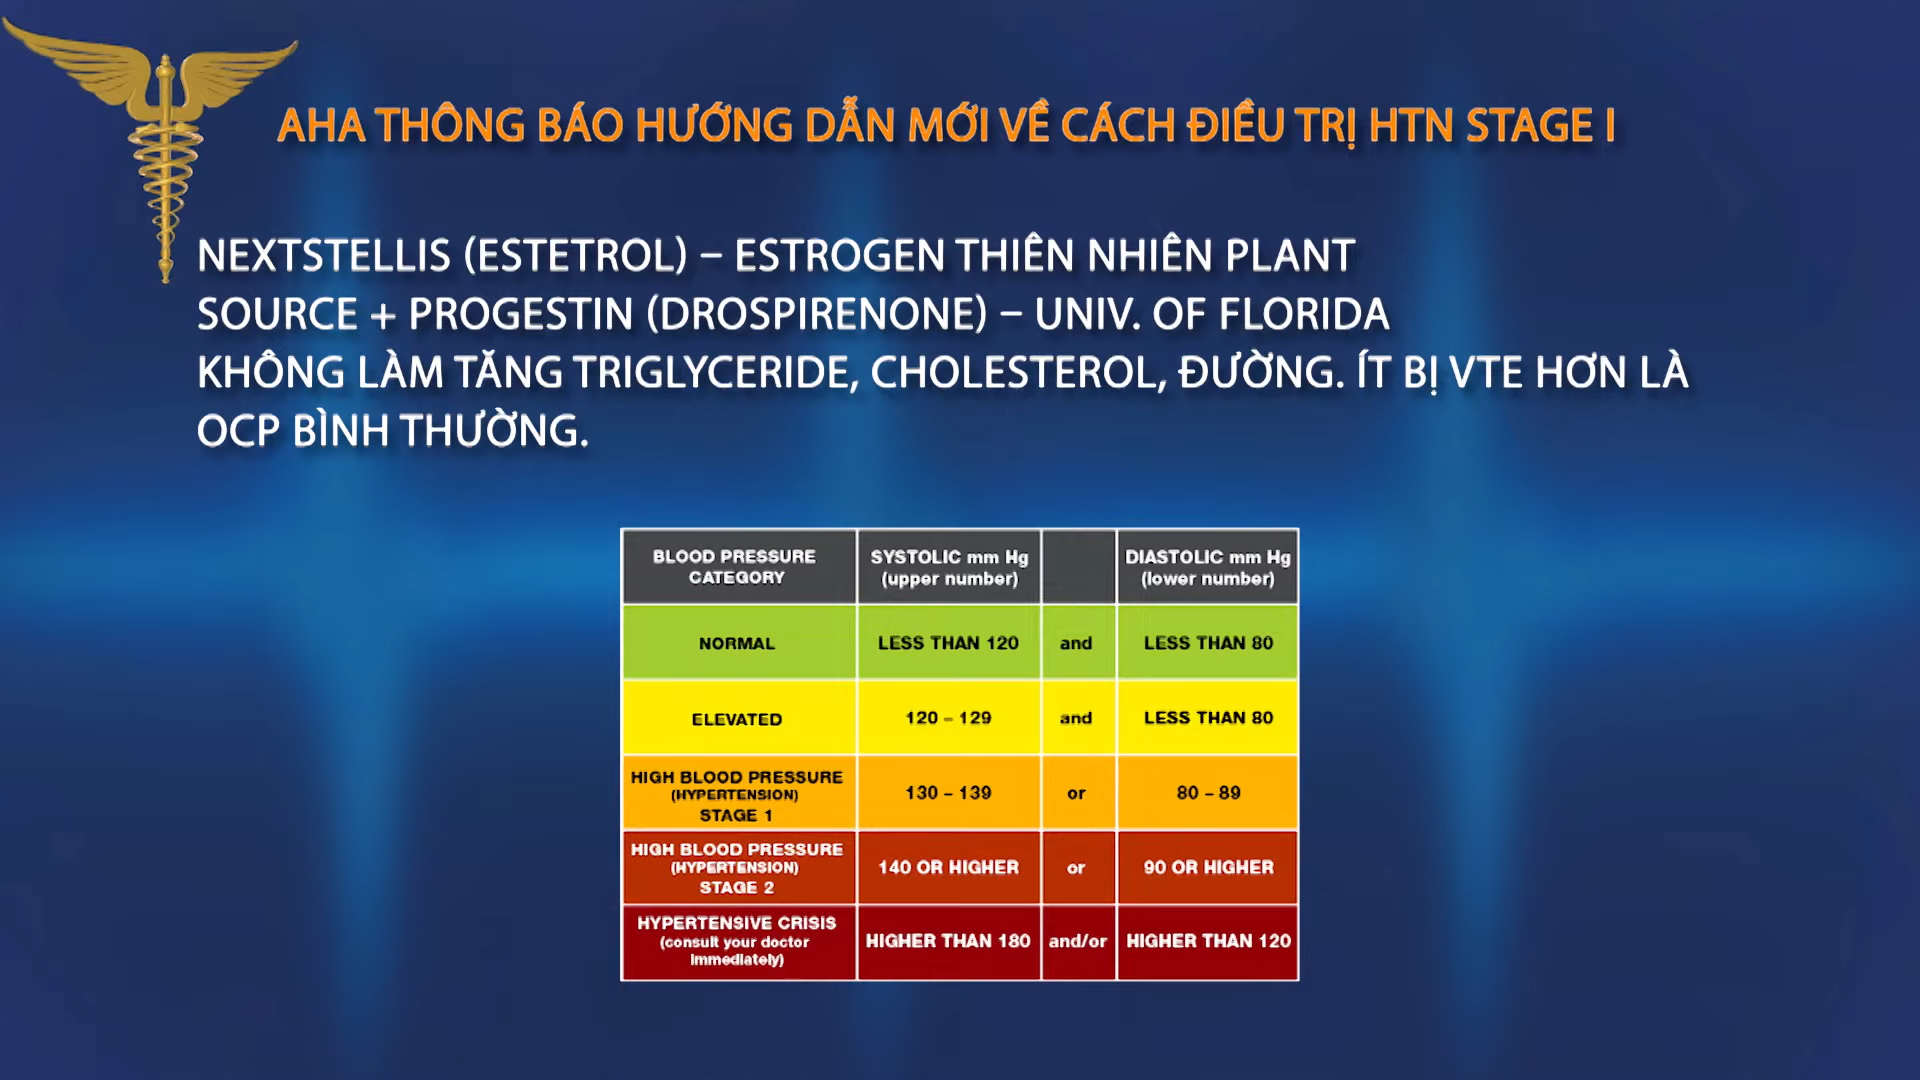 AHA THÔNG BÁO HƯỚNG DẪN MỚI VỀ CÁCH ĐIỀU TRỊ HTN STAGE I
NEXTSTELLIS (ESTETROL) – ESTROGEN THIÊN NHIÊN PLANT
SOURCE + PROGESTIN (DROSPIRENONE) – UNIV. OF FLORIDA
KHÔNG LÀM TĂNG TRIGLYCERIDE, CHOLESTEROL, ĐƯỜNG. ÍT BỊ VTE HƠN LÀ
OCP BÌNH THƯỜNG.
BLOOD PRESSURE
CATEGORY
SYSTOLIC mm Hg
(upper number)
DIASTOLIC mm Hg
(lower number)
NORMAL
LESS THAN 120
and
LESS THAN 80
ELEVATED
120 – 129
and
LESS THAN 80
HIGH BLOOD PRESSURE
(HYPERTENSION)
STAGE 1
130 – 139
or
80 – 89
HIGH BLOOD PRESSURE
(HYPERTENSION)
STAGE 2
140 OR HIGHER
or
90 OR HIGHER
HYPERTENSIVE CRISIS
(consult your doctor
immediately)
HIGHER THAN 180
and/or
HIGHER THAN 120